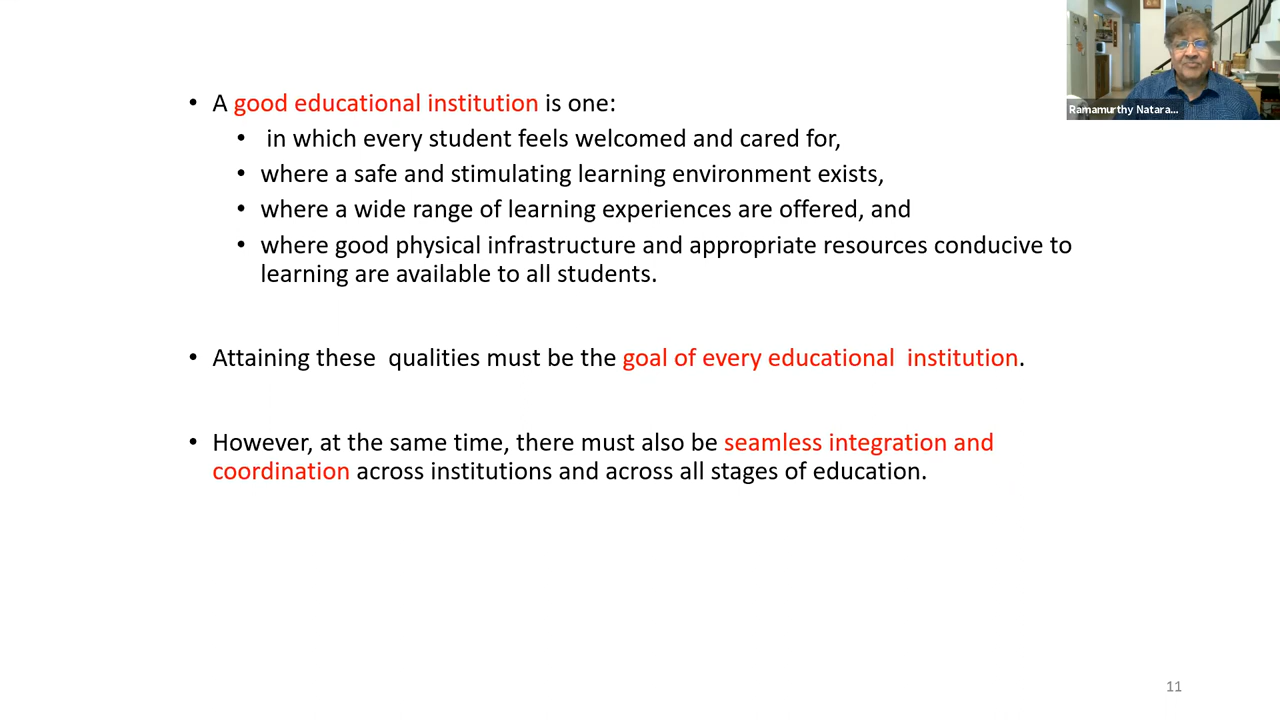 • A good educational institution is one:
• in which every student feels welcomed and cared for,
• where a safe and stimulating learning environment exists,
• where a wide range of learning experiences are offered, and
• where good physical infrastructure and appropriate resources conducive to
learning are available to all students.
• Attaining these  qualities must be the goal of every educational  institution.
• However, at the same time, there must also be seamless integration and
coordination across institutions and across all stages of education.
Ramamurthy Natara...
11